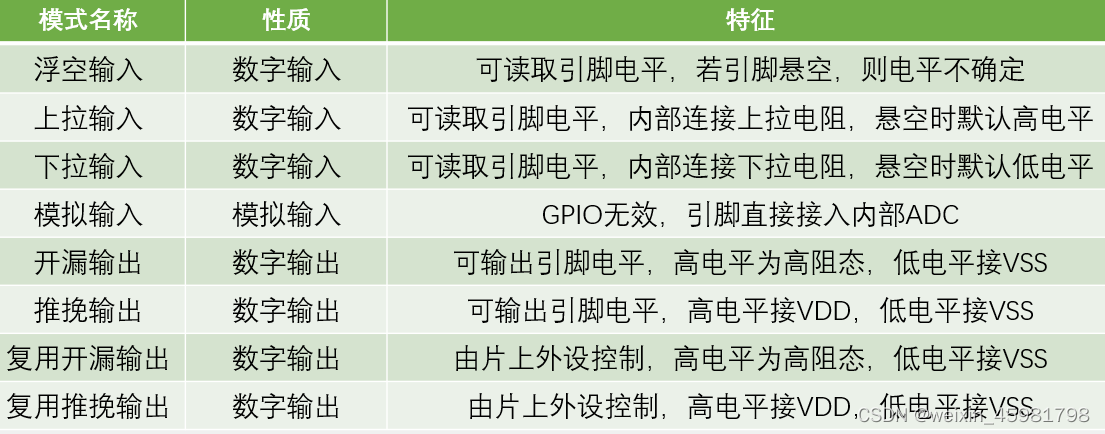 模式名称 性质 特征
浮空输入 数字输入 可读取引脚电平，若引脚悬空，则电平不确定
上拉输入 数字输入 可读取引脚电平，内部连接上拉电阻，悬空时默认高电平
下拉输入 数字输入 可读取引脚电平，内部连接下拉电阻，悬空时默认低电平
模拟输入 模拟输入 GPIO无效，引脚直接接入内部ADC
开漏输出 数字输出 可输出引脚电平，高电平为高阻态，低电平接VSS
推挽输出 数字输出 可输出引脚电平，高电平接VDD，低电平接VSS
复用开漏输出 数字输出 由片上外设控制，高电平为高阻态，低电平接VSS
复用推挽输出 数字输出 由片上外设控制，高电平接VDD，低电平接VSS
CSDN @weixin_45981798